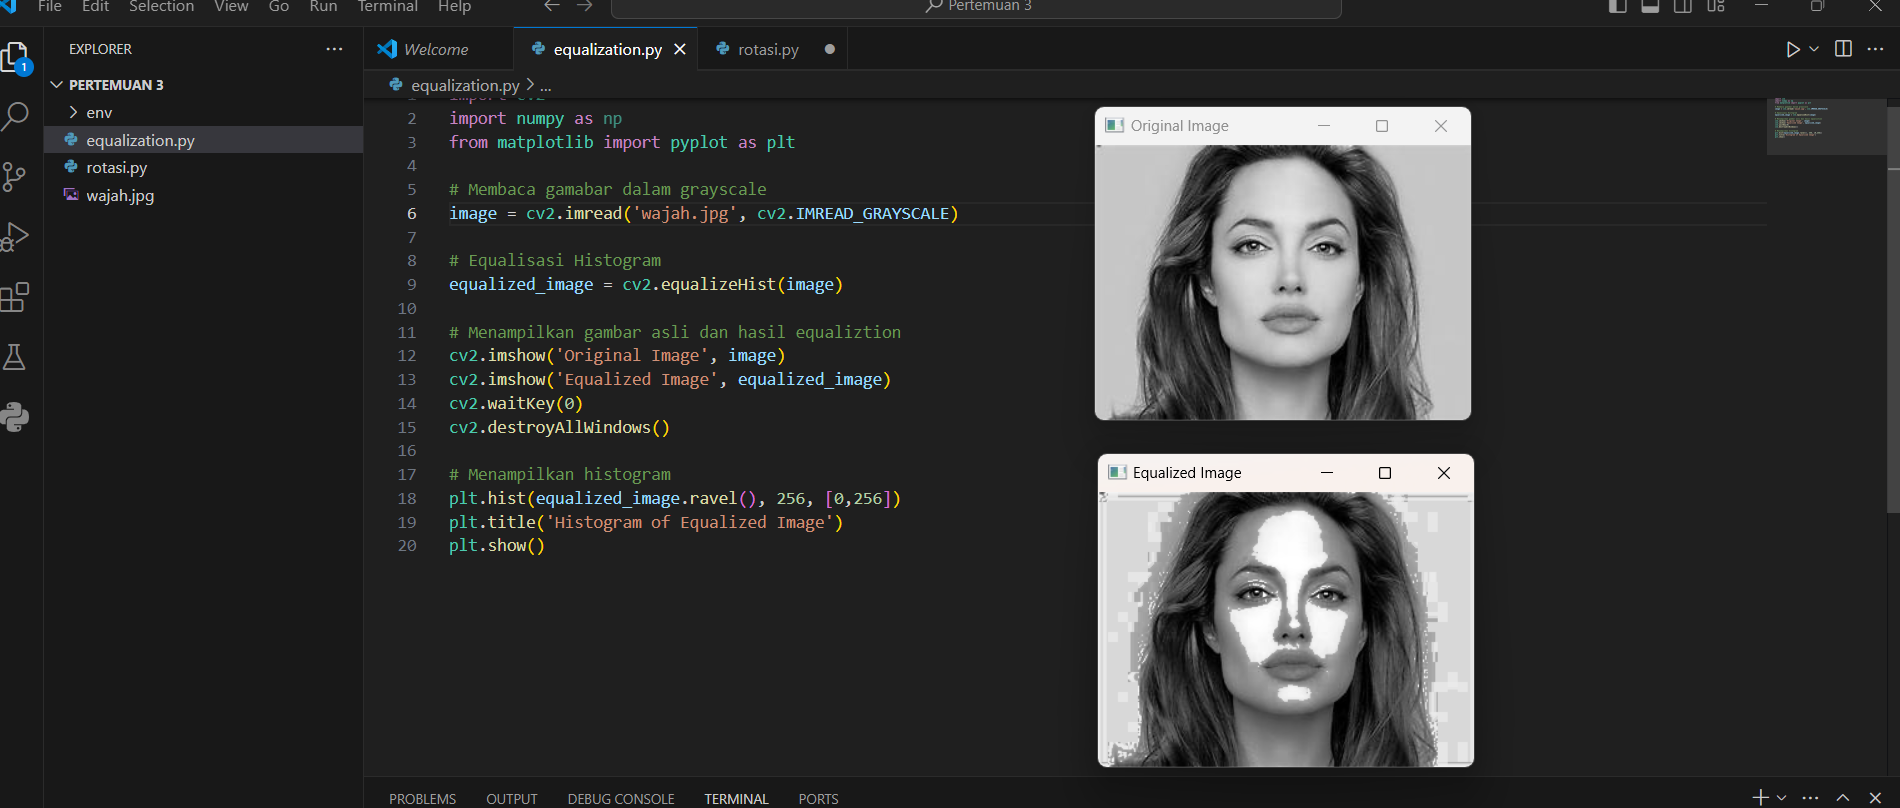 File Edit Selection View Go Run Terminal Help
Pertemuan 3
EXPLORER
1
PERTEMUAN 3
env
equalization.py
rotasi.py
wajah.jpg
Welcome
equalization.py
rotasi.py
equalization.py > ...
1 import cv2
2 import numpy as np
3 from matplotlib import pyplot as plt
4
5 # Membaca gamabar dalam grayscale
6 image = cv2.imread('wajah.jpg', cv2.IMREAD_GRAYSCALE)
7
8 # Equalisasi Histogram
9 equalized_image = cv2.equalizeHist(image)
10
11 # Menampilkan gambar asli dan hasil equaliztion
12 cv2.imshow('Original Image', image)
13 cv2.imshow('Equalized Image', equalized_image)
14 cv2.waitKey(0)
15 cv2.destroyAllWindows()
16
17 # Menampilkan histogram
18 plt.hist(equalized_image.ravel(), 256, [0,256])
19 plt.title('Histogram of Equalized Image')
20 plt.show()
Original Image
Equalized Image
PROBLEMS OUTPUT DEBUG CONSOLE TERMINAL PORTS